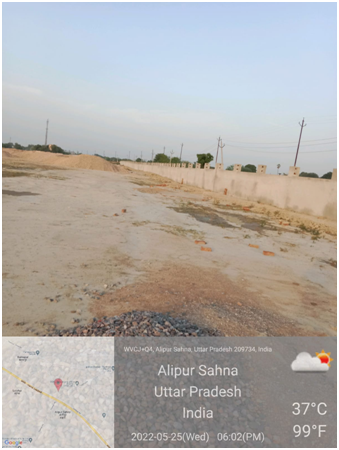 WVCJ+Q4, Alipur Sahna, Uttar Pradesh 209734, India
Alipur Sahna
Uttar Pradesh
India
2022-05-25(Wed) 06:02(PM)
37°C
99°F
Google